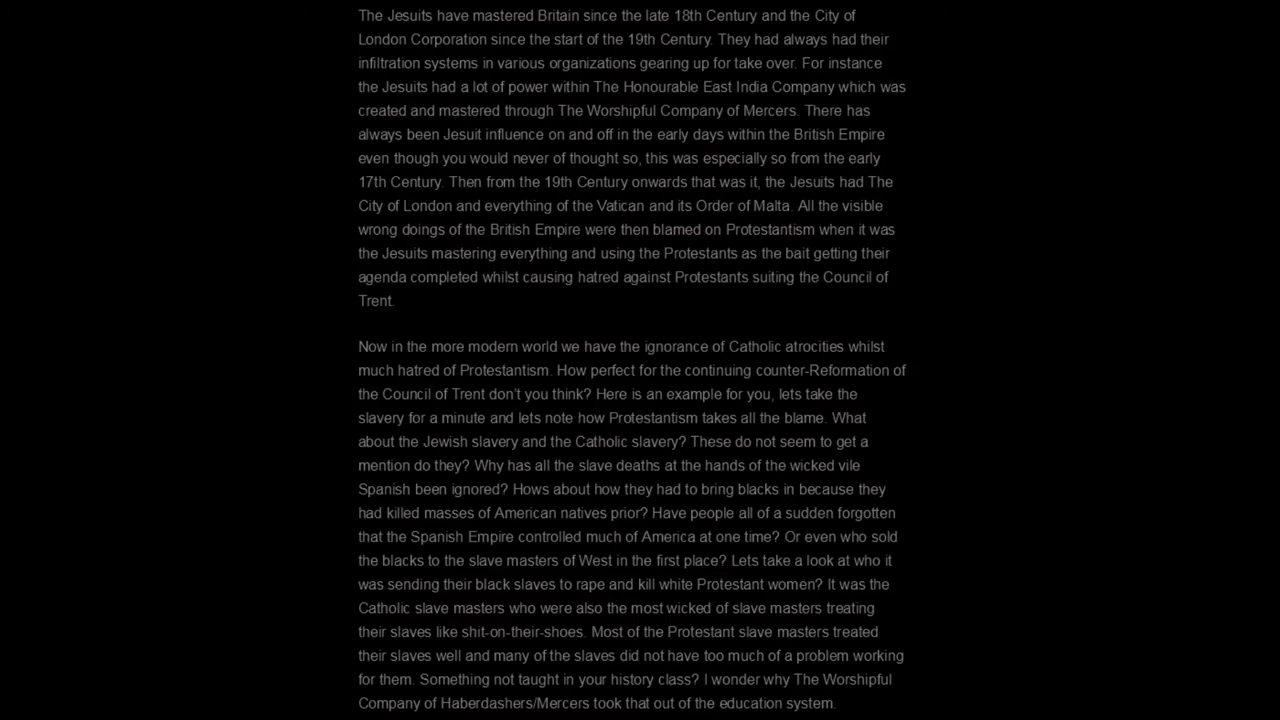 The Jesuits have mastered Britain since the late 18th Century and the City of
London Corporation since the start of the 19th Century. They had always had their
infiltration systems in various organizations gearing up for take over. For instance
the Jesuits had a lot of power within The Honourable East India Company which was
created and mastered through The Worshipful Company of Mercers. There has
always been Jesuit influence on and off in the early days within the British Empire
even though you would never of thought so, this was especially so from the early
17th Century. Then from the 19th Century onwards that was it, the Jesuits had The
City of London and everything of the Vatican and its Order of Malta. All the visible
wrong doings of the British Empire were then blamed on Protestantism when it was
the Jesuits mastering everything and using the Protestants as the bait getting their
agenda completed whilst causing hatred against Protestants suiting the Council of
Trent.
Now in the more modern world we have the ignorance of Catholic atrocities whilst
much hatred of Protestantism. How perfect for the continuing counter-Reformation of
the Council of Trent don't you think? Here is an example for you, lets take the
slavery for a minute and lets note how Protestantism takes all the blame. What
about the Jewish slavery and the Catholic slavery? These do not seem to get a
mention do they? Why has all the slave deaths at the hands of the wicked vile
Spanish been ignored? Hows about how they had to bring blacks in because they
had killed masses of American natives prior? Have people all of a sudden forgotten
that the Spanish Empire controlled much of America at one time? Or even who sold
the blacks to the slave masters of West in the first place? Lets take a look at who it
was sending their black slaves to rape and kill white Protestant women? It was the
Catholic slave masters who were also the most wicked of slave masters treating
their slaves like shit-on-their-shoes. Most of the Protestant slave masters treated
their slaves well and many of the slaves did not have too much of a problem working
for them. Something not taught in your history class? I wonder why The Worshipful
Company of Haberdashers/Mercers took that out of the education system.